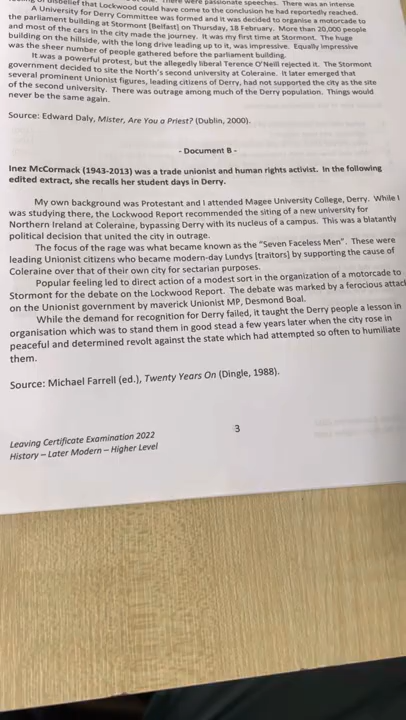 of disbelief that Lockwood could have come to the conclusion he had reportedly reached.
A University for Derry Committee was formed and it was decided to organise a motorcade to
the parliament building at Stormont [Belfast] on Thursday, 18 February. More than 20,000 people
and most of the cars in the city made the journey. It was my first time at Stormont. The huge
building on the hillside, with the long drive leading up to it, was impressive. Equally impressive
was the sheer number of people gathered before the parliament building.
It was a powerful protest, but the allegedly liberal Terence O'Neill rejected it. The Stormont
government decided to site the North's second university at Coleraine. It later emerged that
several prominent Unionist figures, leading citizens of Derry, had not supported the city as the site
of the second university. There was outrage among much of the Derry population. Things would
never be the same again.
Source: Edward Daly, Mister, Are You a Priest? (Dublin, 2000).
- Document B -
Inez McCormack (1943-2013) was a trade unionist and human rights activist. In the following
edited extract, she recalls her student days in Derry.
My own background was Protestant and I attended Magee University College, Derry. While I
was studying there, the Lockwood Report recommended the siting of a new university for
Northern Ireland at Coleraine, bypassing Derry with its nucleus of a campus. This was a blatantly
political decision that united the city in outrage.
The focus of the rage was what became known as the "Seven Faceless Men". These were
leading Unionist citizens who became modern-day Lundys [traitors] by supporting the cause of
Coleraine over that of their own city for sectarian purposes.
Popular feeling led to direct action of a modest sort in the organization of a motorcade to
Stormont for the debate on the Lockwood Report. The debate was marked by a ferocious attack
on the Unionist government by maverick Unionist MP, Desmond Boal.
While the demand for recognition for Derry failed, it taught the Derry people a lesson in
organisation which was to stand them in good stead a few years later when the city rose in
peaceful and determined revolt against the state which had attempted so often to humiliate
them.
Source: Michael Farrell (ed.), Twenty Years On (Dingle, 1988).
3
Leaving Certificate Examination 2022
History – Later Modern – Higher Level